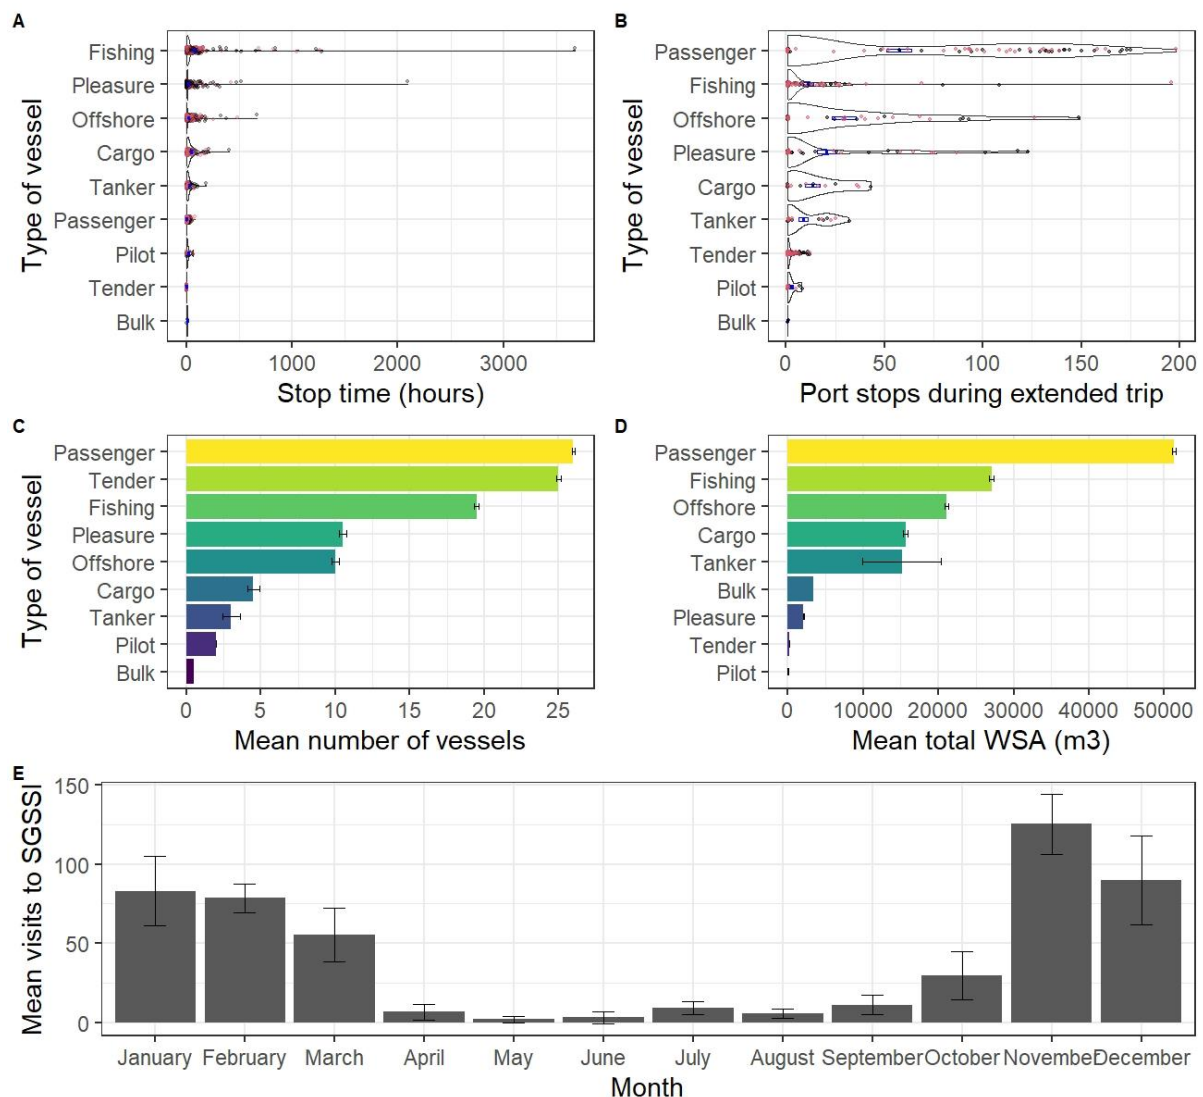 A
Type of vessel
Fishing
Pleasure
Offshore
Cargo
Tanker
Passenger
Pilot
Tender
Bulk
0 1000 2000 3000
Stop time (hours)
B
Type of vessel
Passenger
Fishing
Offshore
Pleasure
Cargo
Tanker
Tender
Pilot
Bulk
0 50 100 150 200
Port stops during extended trip
C
Type of vessel
Passenger
Tender
Fishing
Pleasure
Offshore
Cargo
Tanker
Pilot
Bulk
0 5 10 15 20 25
Mean number of vessels
D
Passenger
Fishing
Offshore
Cargo
Tanker
Bulk
Pleasure
Tender
Pilot
0 10000 20000 30000 40000 50000
Mean total WSA (m3)
E
Mean visits to SGSSI
150
100
50
0
January February March April May June July August September October November December
Month